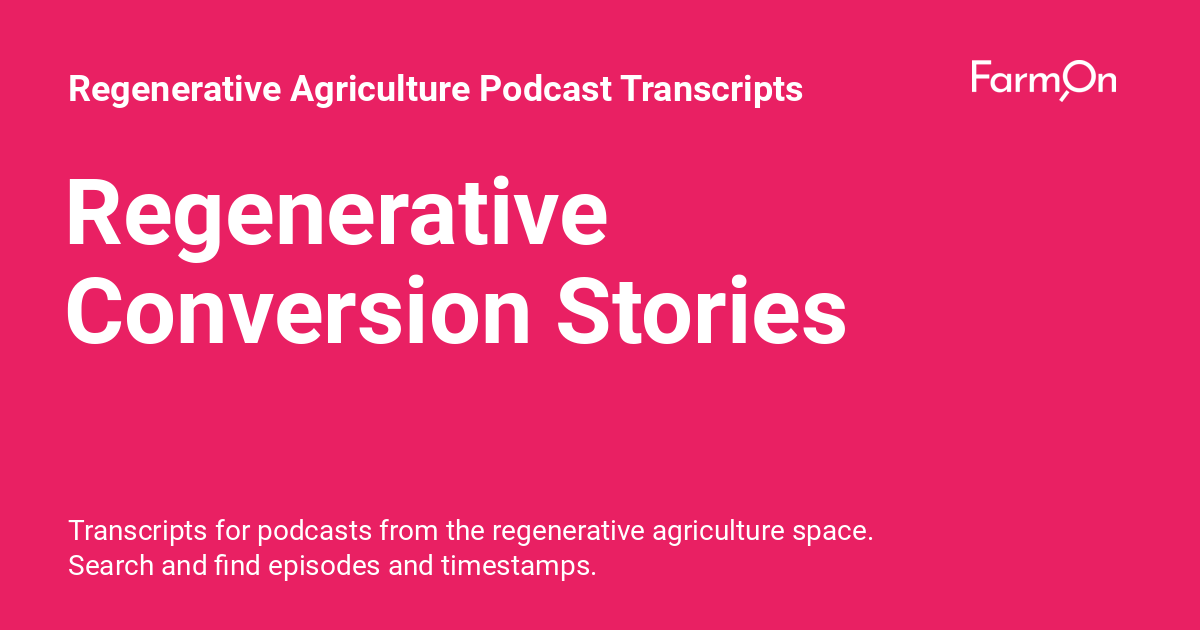 Regenerative Agriculture Podcast Transcripts
FarmOn
Regenerative
Conversion Stories
Transcripts for podcasts from the regenerative agriculture space.
Search and find episodes and timestamps.